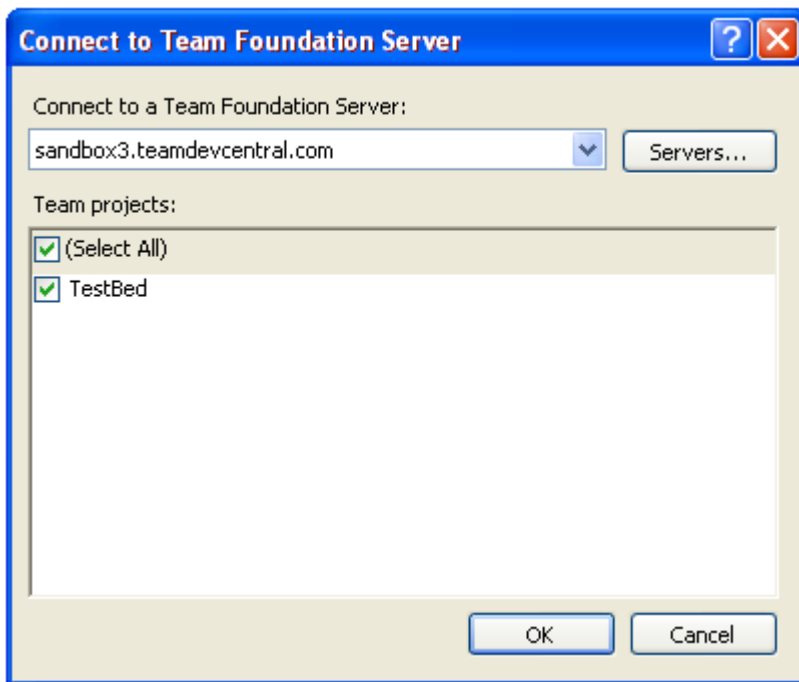 Connect to Team Foundation Server
Connect to a Team Foundation Server:
sandbox3.teamdevcentral.com
Servers...
Team projects:
(Select All)
TestBed
OK
Cancel